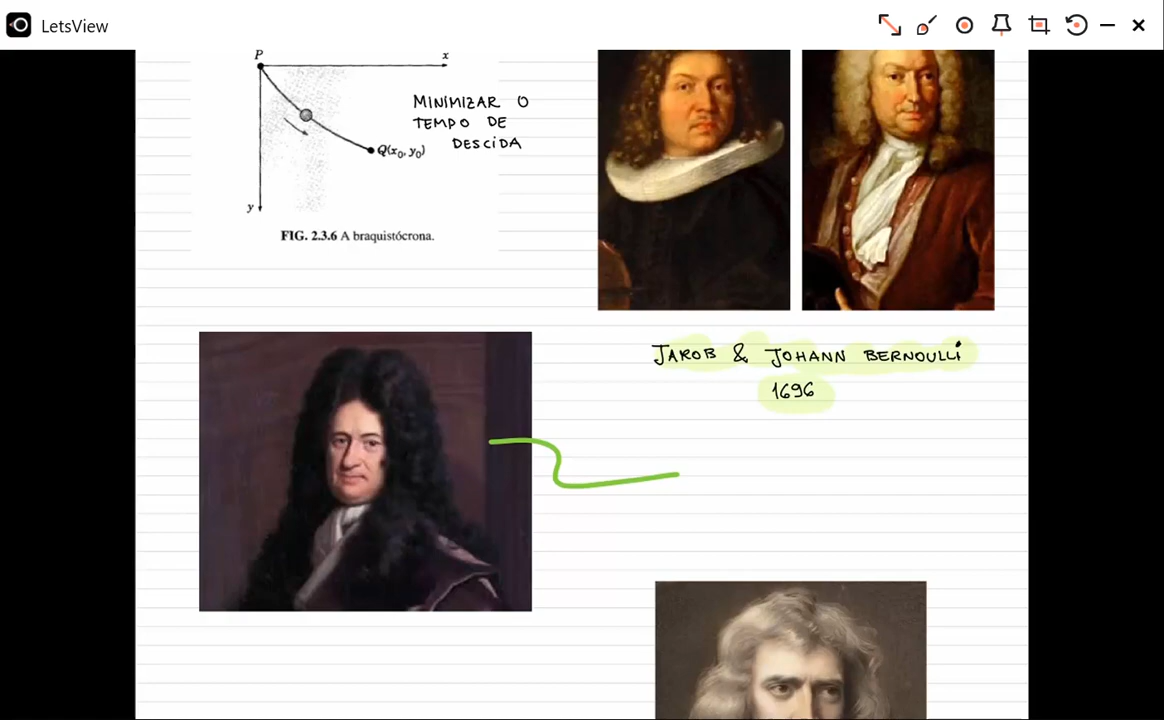 LetsView
P
x
MINIMIZAR O
TEMPO DE
DESCIDA
Q(x₀, y₀)
y
FIG. 2.3.6 A braquistócrona.
JAKOB & JOHANN BERNOULLI
1696